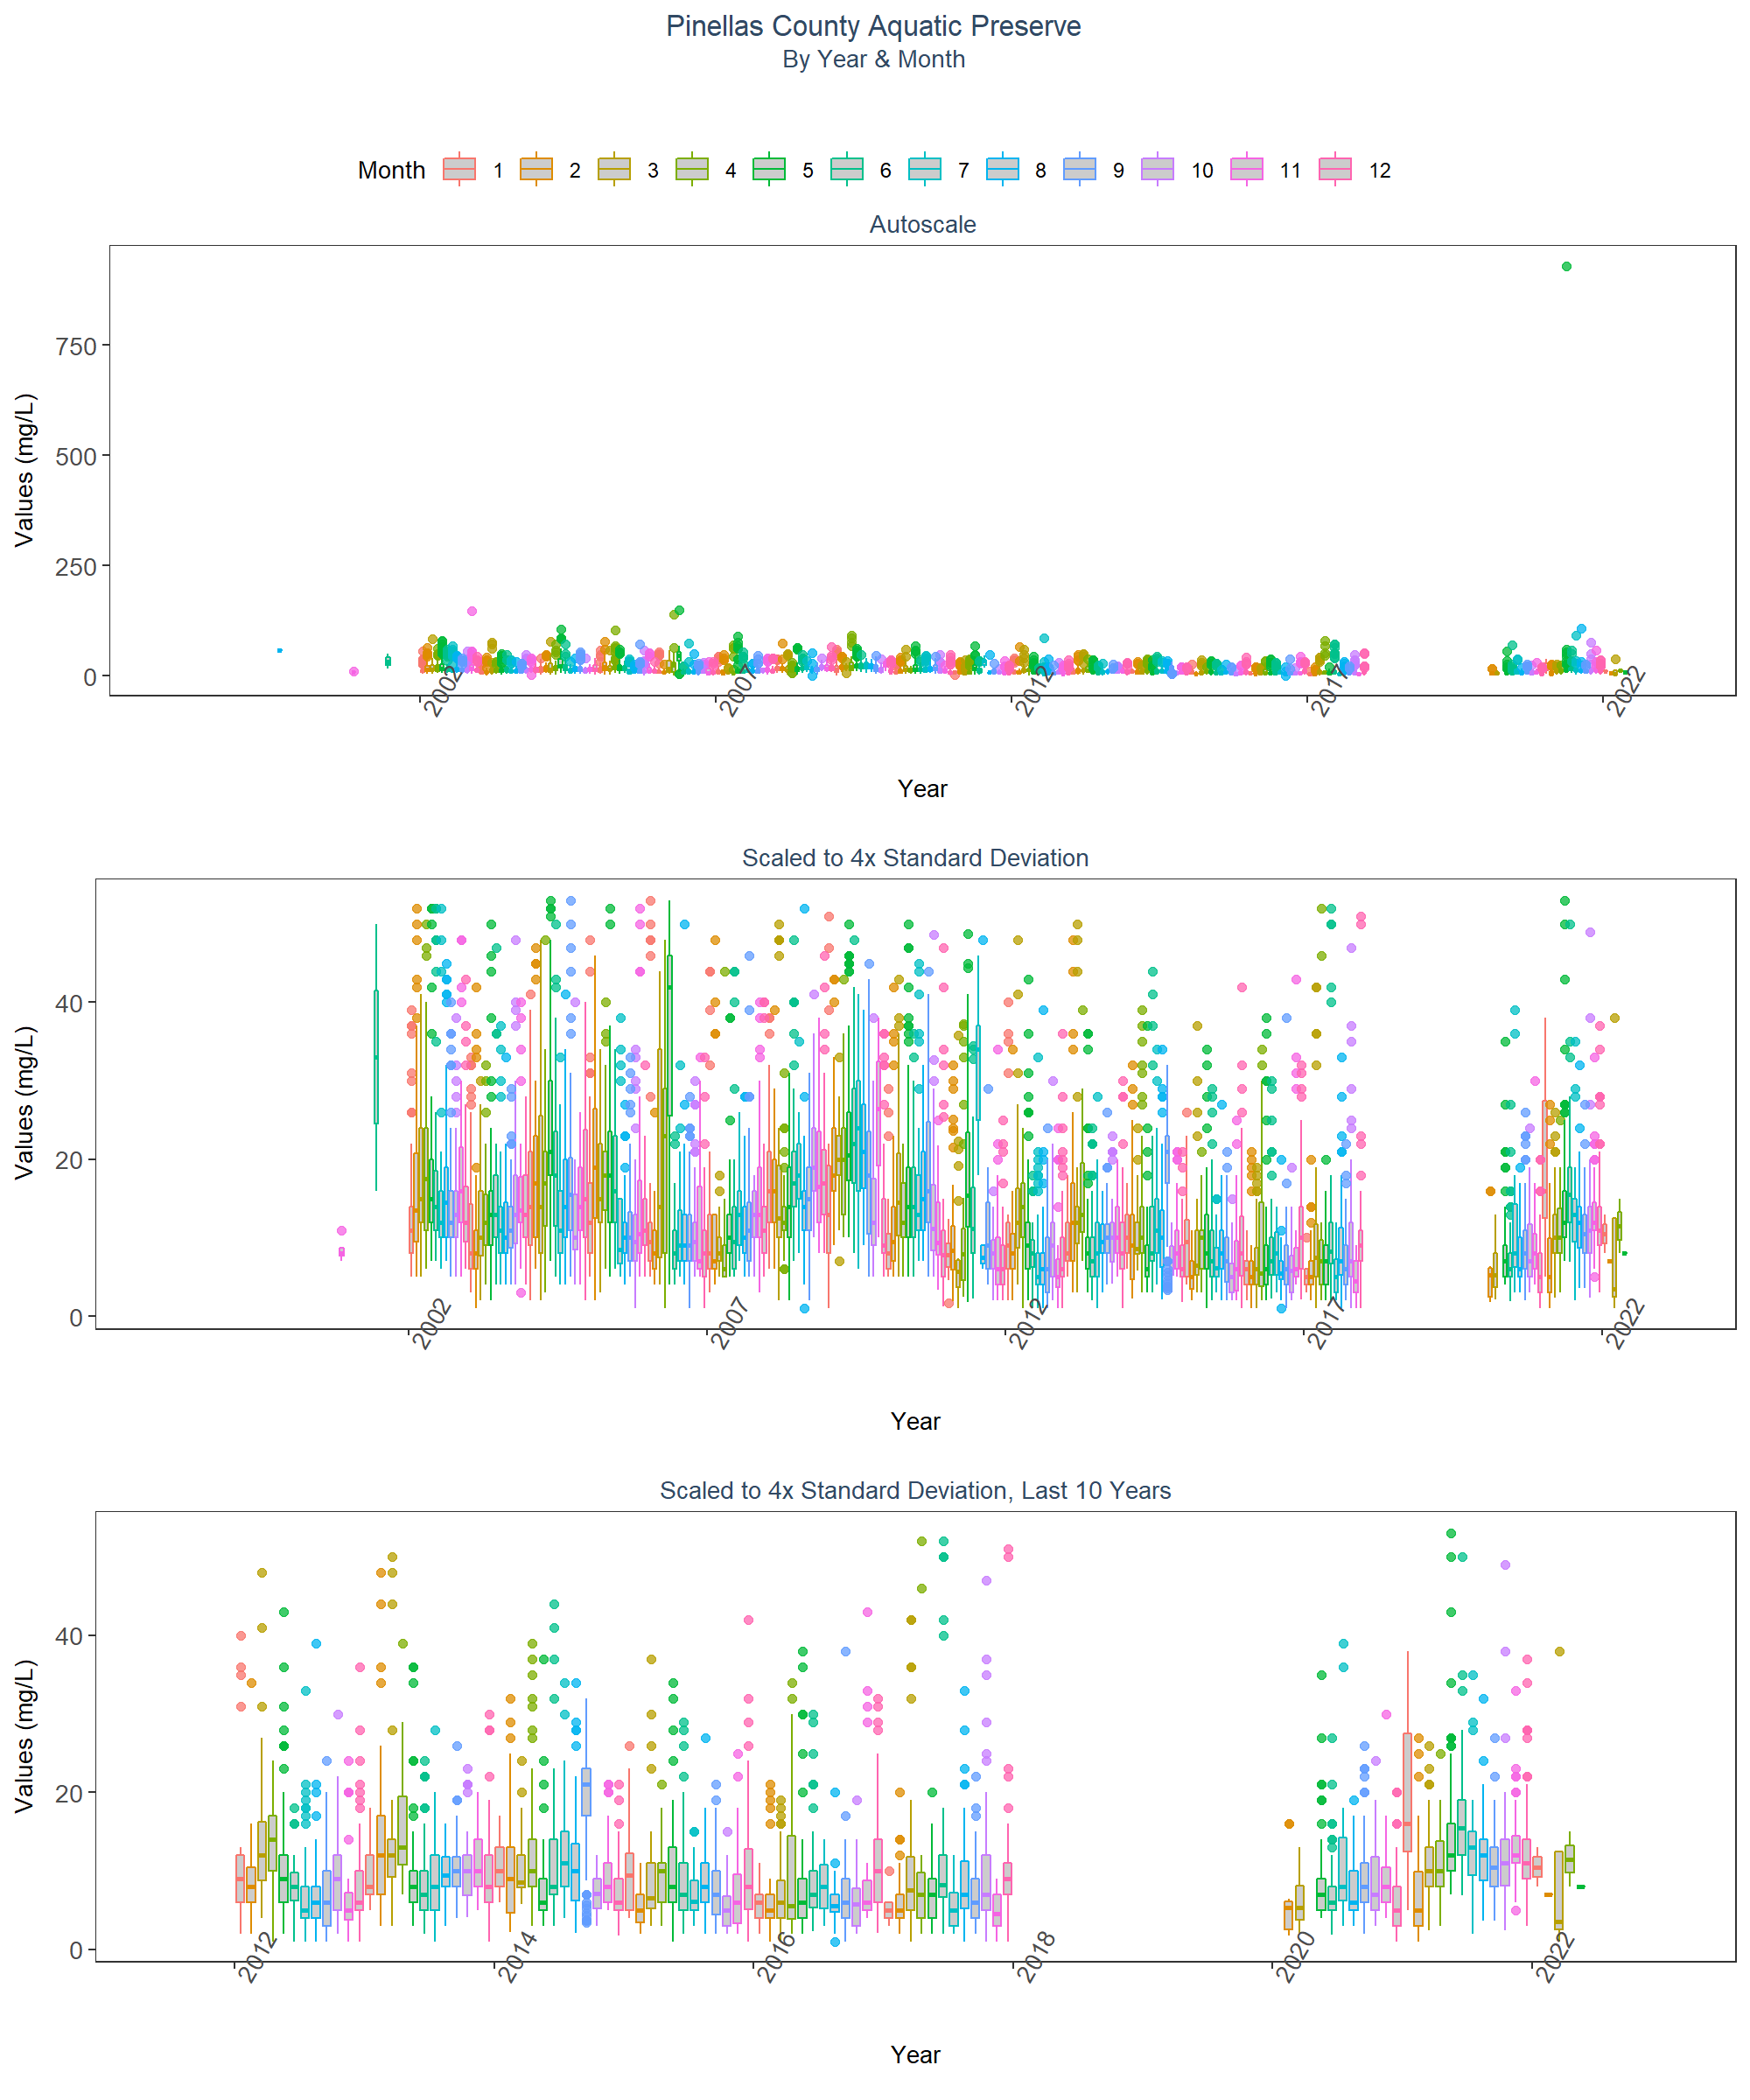 Pinellas County Aquatic Preserve
By Year & Month
Month 1 2 3 4 5 6 7 8 9 10 11 12
Autoscale
Values (mg/L)
750
500
250
0
2002 2007 2012 2017 2022
Year
Scaled to 4x Standard Deviation
Values (mg/L)
40
20
0
2002 2007 2012 2017 2022
Year
Scaled to 4x Standard Deviation, Last 10 Years
Values (mg/L)
40
20
0
2012 2014 2016 2018 2020 2022
Year